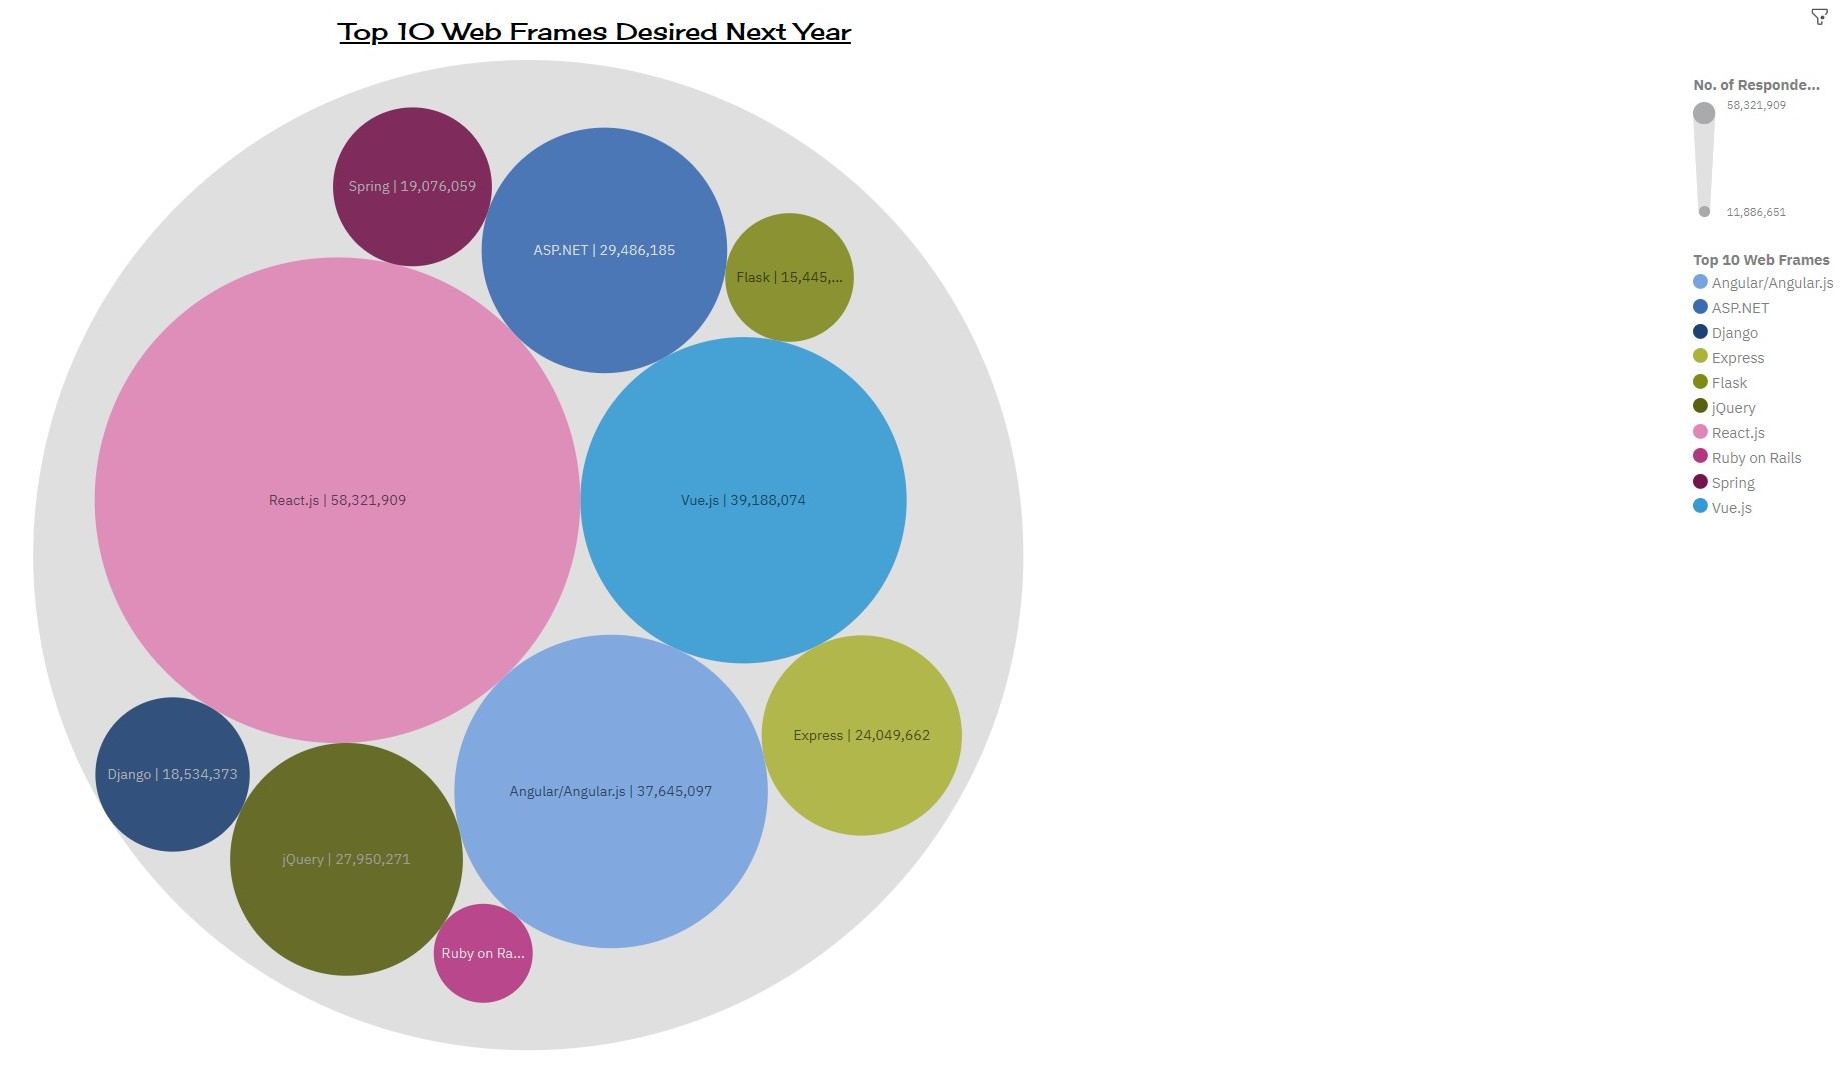 Top 10 Web Frames Desired Next Year
Spring | 19,076,059
ASP.NET | 29,486,185
Flask | 15,445,...
React.js | 58,321,909
Vue.js | 39,188,074
Express | 24,049,662
Django | 18,534,373
Angular/Angular.js | 37,645,097
jQuery | 27,950,271
Ruby on Ra...
No. of Responde...
58,321,909
11,886,651
Top 10 Web Frames
Angular/Angular.js
ASP.NET
Django
Express
Flask
jQuery
React.js
Ruby on Rails
Spring
Vue.js